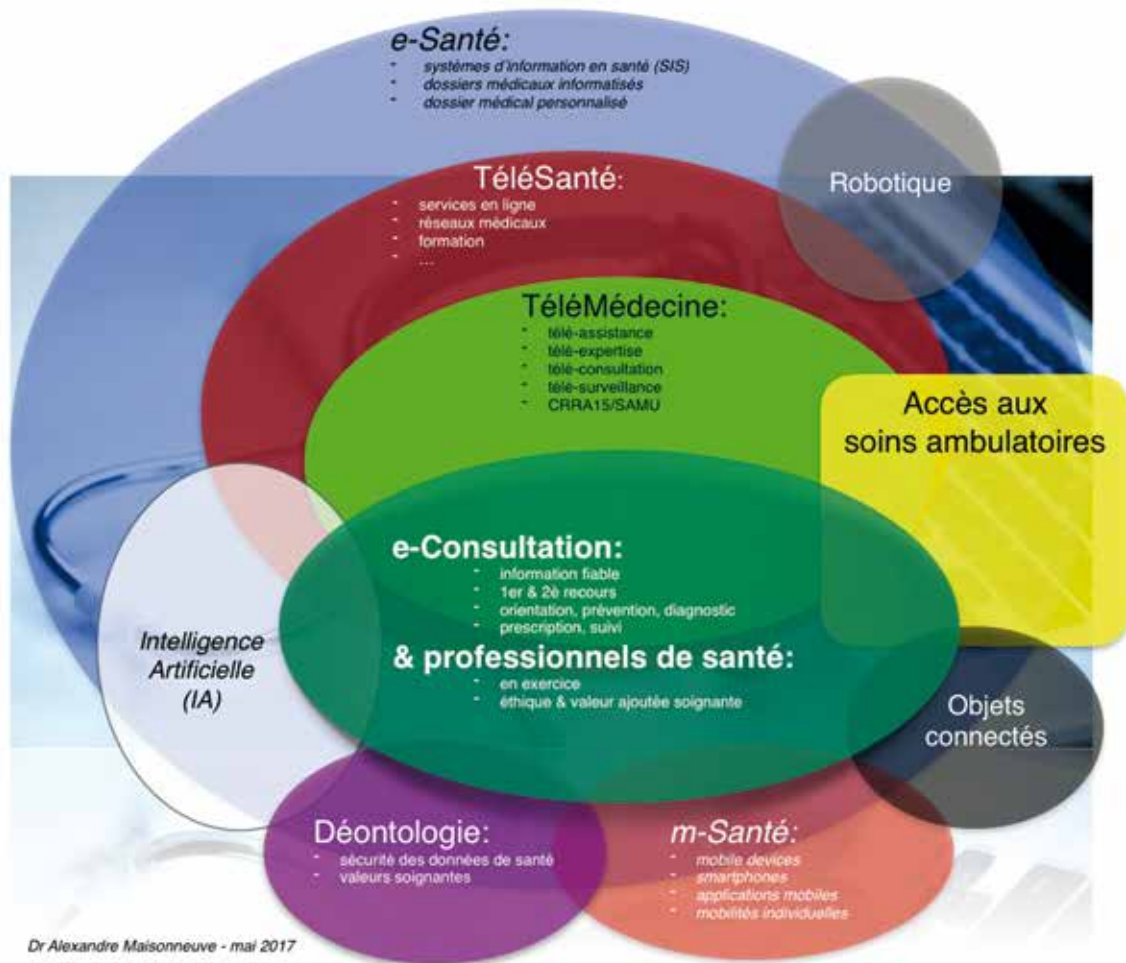 e-Santé:
- systèmes d'information en santé (SIS)
- dossiers médicaux informatisés
- dossier médical personnalisé
Robotique
TéléSanté:
- services en ligne
- réseaux médicaux
- formation
- ...
TéléMédecine:
- télé-assistance
- télé-expertise
- télé-consultation
- télé-surveillance
- CRRA15/SAMU
Accès aux
soins ambulatoires
e-Consultation:
- information fiable
- 1er & 2è recours
- orientation, prévention, diagnostic
- prescription, suivi
& professionnels de santé:
- en exercice
- éthique & valeur ajoutée soignante
Intelligence
Artificielle
(IA)
Objets
connectés
Déontologie:
- sécurité des données de santé
- valeurs soignantes
m-Santé:
- mobile devices
- smartphones
- applications mobiles
- mobilités individuelles
Dr Alexandre Maisonneuve - mai 2017